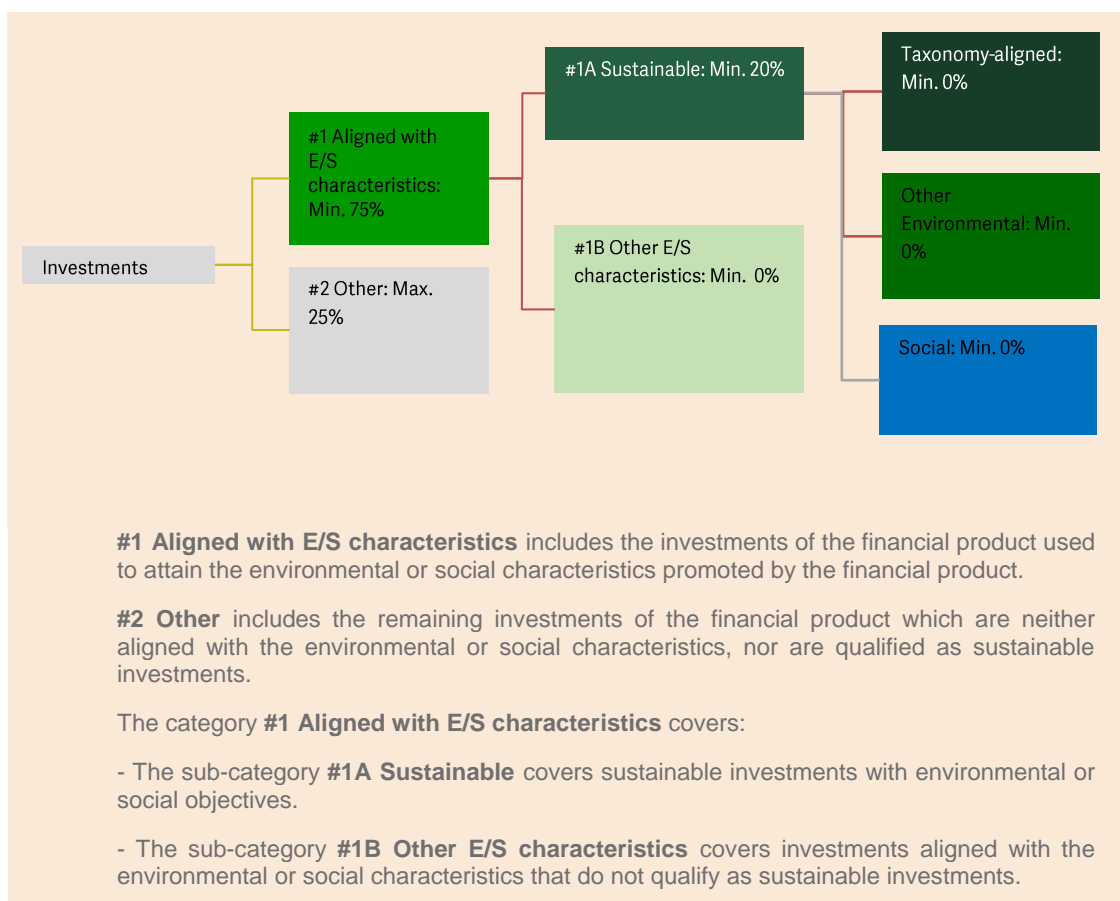 Investments
#1 Aligned with
E/S
characteristics:
Min. 75%
#2 Other: Max.
25%
#1A Sustainable: Min. 20%
#1B Other E/S
characteristics: Min. 0%
Taxonomy-aligned:
Min. 0%
Other
Environmental: Min.
0%
Social: Min. 0%
#1 Aligned with E/S characteristics includes the investments of the financial product used
to attain the environmental or social characteristics promoted by the financial product.
#2 Other includes the remaining investments of the financial product which are neither
aligned with the environmental or social characteristics, nor are qualified as sustainable
investments.
The category #1 Aligned with E/S characteristics covers:
- The sub-category #1A Sustainable covers sustainable investments with environmental or
social objectives.
- The sub-category #1B Other E/S characteristics covers investments aligned with the
environmental or social characteristics that do not qualify as sustainable investments.